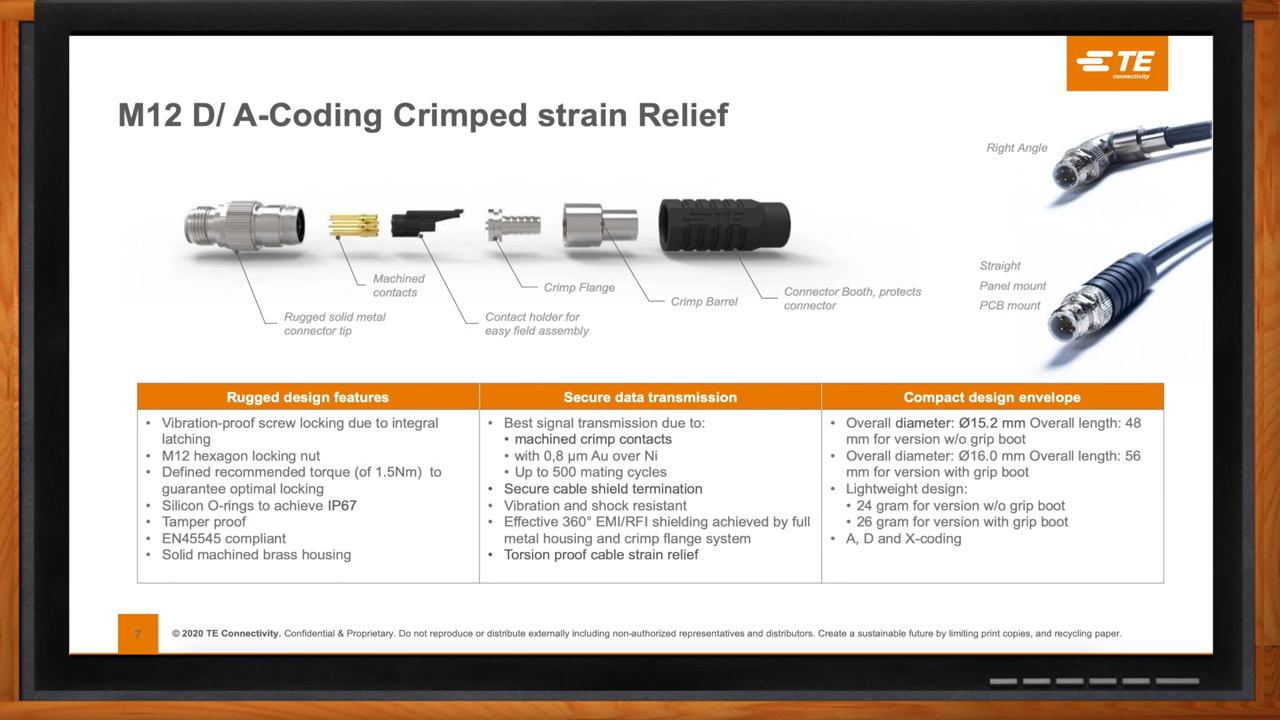 TE
connectivity
M12 D/ A-Coding Crimped strain Relief
Right Angle
Straight
Panel mount
PCB mount
TE
Machined
contacts
Crimp Flange
Crimp Barrel
Connector Booth, protects
connector
Rugged solid metal
connector tip
Contact holder for
easy field assembly
Rugged design features
• Vibration-proof screw locking due to integral
latching
• M12 hexagon locking nut
• Defined recommended torque (of 1.5Nm) to
guarantee optimal locking
• Silicon O-rings to achieve IP67
• Tamper proof
• EN45545 compliant
• Solid machined brass housing
Secure data transmission
• Best signal transmission due to:
• machined crimp contacts
• with 0,8 µm Au over Ni
• Up to 500 mating cycles
• Secure cable shield termination
• Vibration and shock resistant
• Effective 360° EMI/RFI shielding achieved by full
metal housing and crimp flange system
• Torsion proof cable strain relief
Compact design envelope
• Overall diameter: Ø15.2 mm Overall length: 48
mm for version w/o grip boot
• Overall diameter: Ø16.0 mm Overall length: 56
mm for version with grip boot
• Lightweight design:
• 24 gram for version w/o grip boot
• 26 gram for version with grip boot
• A, D and X-coding
7
© 2020 TE Connectivity. Confidential & Proprietary. Do not reproduce or distribute externally including non-authorized representatives and distributors. Create a sustainable future by limiting print copies, and recycling paper.